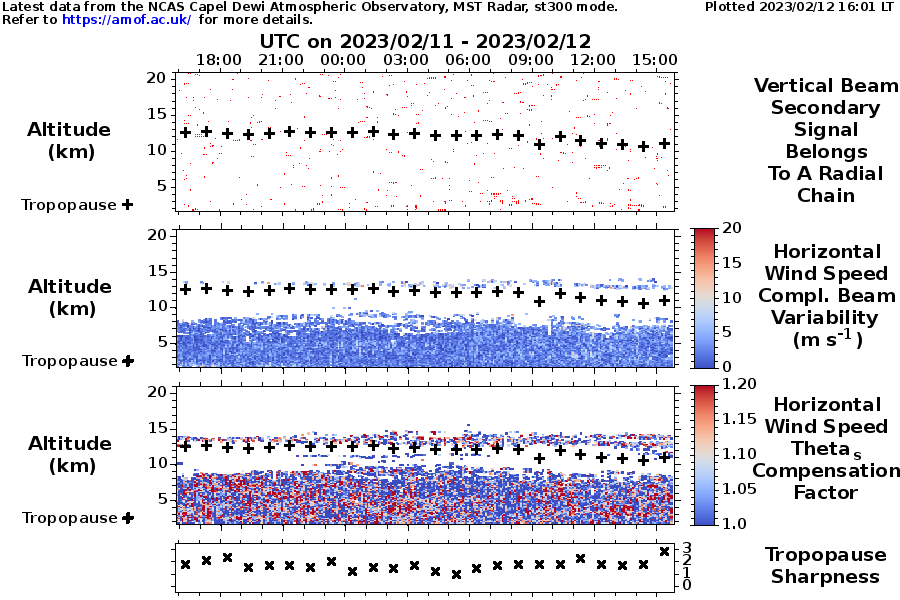 Latest data from the NCAS Capel Dewi Atmospheric Observatory, MST Radar, st300 mode.
Plotted 2023/02/12 16:01 LT
Refer to https://amof.ac.uk/ for more details.
UTC on 2023/02/11 - 2023/02/12
18:00 21:00 00:00 03:00 06:00 09:00 12:00 15:00
20
15
10
5
Altitude
(km)
Tropopause +
Vertical Beam
Secondary
Signal
Belongs
To A Radial
Chain
20
15
10
5
Altitude
(km)
Tropopause +
20
15
10
5
0
Horizontal
Wind Speed
Compl. Beam
Variability
(m s-1)
20
15
10
5
Altitude
(km)
Tropopause +
1.20
1.15
1.10
1.05
1.0
Horizontal
Wind Speed
Theta s
Compensation
Factor
3
2
1
0
Tropopause
Sharpness